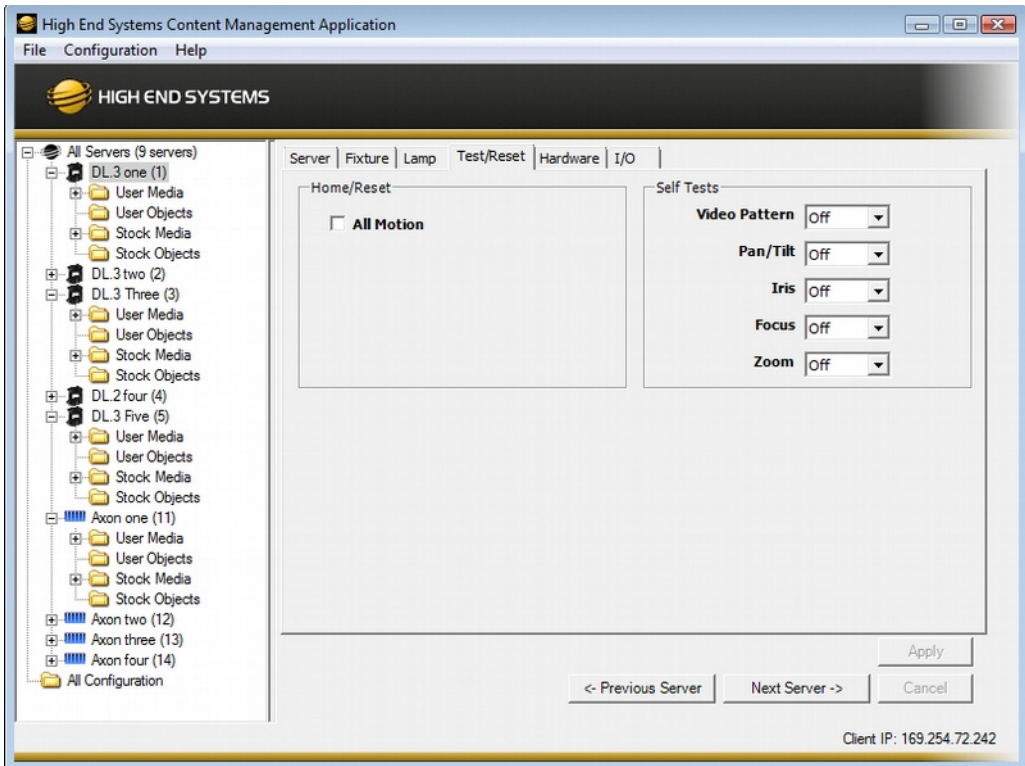 High End Systems Content Management Application
File Configuration Help
HIGH END SYSTEMS
All Servers (9 servers)
DL.3 one (1)
User Media
User Objects
Stock Media
Stock Objects
DL.3 two (2)
DL.3 Three (3)
User Media
User Objects
Stock Media
Stock Objects
DL.2 four (4)
DL.3 Five (5)
User Media
User Objects
Stock Media
Stock Objects
Axon one (11)
User Media
User Objects
Stock Media
Stock Objects
Axon two (12)
Axon three (13)
Axon four (14)
All Configuration
Server Fixture Lamp Test/Reset Hardware I/O
Home/Reset
All Motion
Self Tests
Video Pattern Off
Pan/Tilt Off
Iris Off
Focus Off
Zoom Off
Apply
<- Previous Server Next Server -> Cancel
Client IP: 169.254.72.242